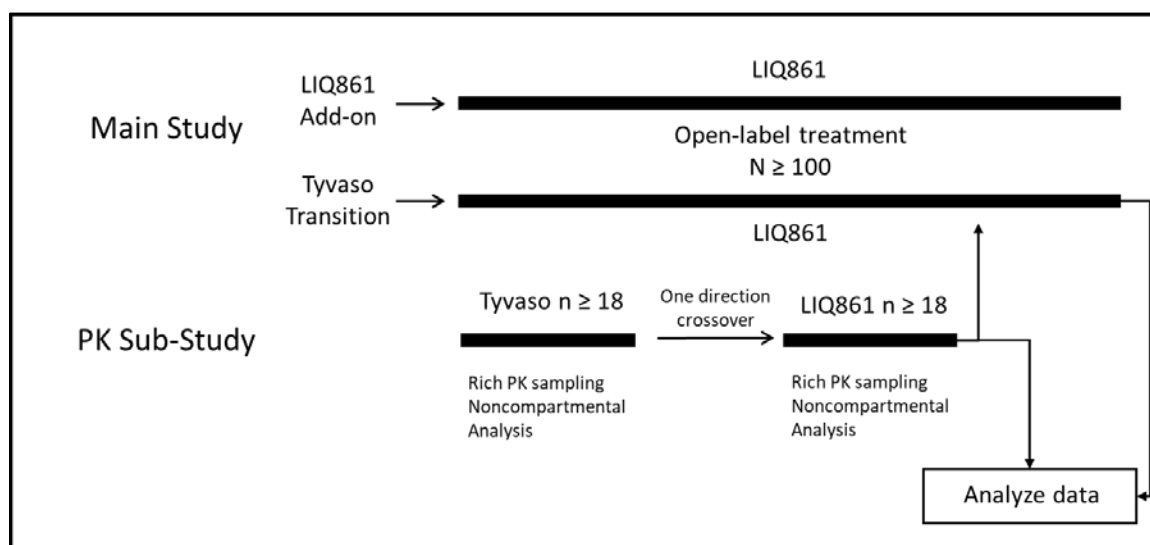 LIQ861
Add-on
LIQ861
Main Study
Open-label treatment
N ≥ 100
Tyvaso
Transition
LIQ861
Tyvaso n ≥ 18
One direction
crossover
LIQ861 n ≥ 18
PK Sub-Study
Rich PK sampling
Noncompartmental
Analysis
Rich PK sampling
Noncompartmental
Analysis
Analyze data